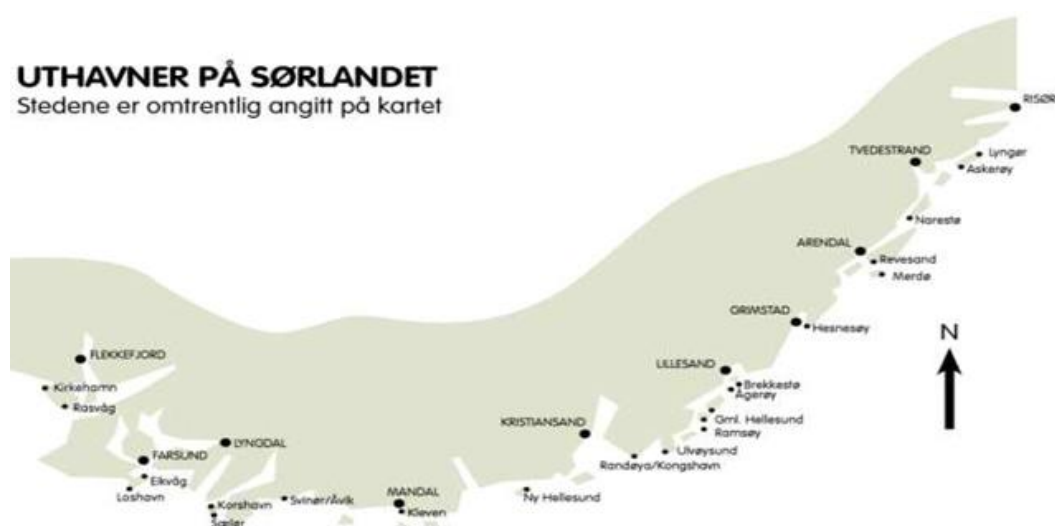 UTHAVNER PÅ SØRLANDET
Stedene er omtrentlig angitt på kartet
RISØR
Lyngør
TVEDESTRAND
Askerøy
Narestø
ARENDAL
Revesand
Merdø
GRIMSTAD
Hesnesøy
N
FLEKKEFJORD
LILLESAND
Kirkehamn
Brekkestø
Ågerøy
Rasvåg
Gml. Hellesund
KRISTIANSAND
Ramsøy
LYNGDAL
Ulvøysund
FARSUND
Randøya/Kongshavn
Eikvåg
Loshavn
MANDAL
Ny Hellesund
Svinør/Åvik
Korshavn
Kleven
Sæler